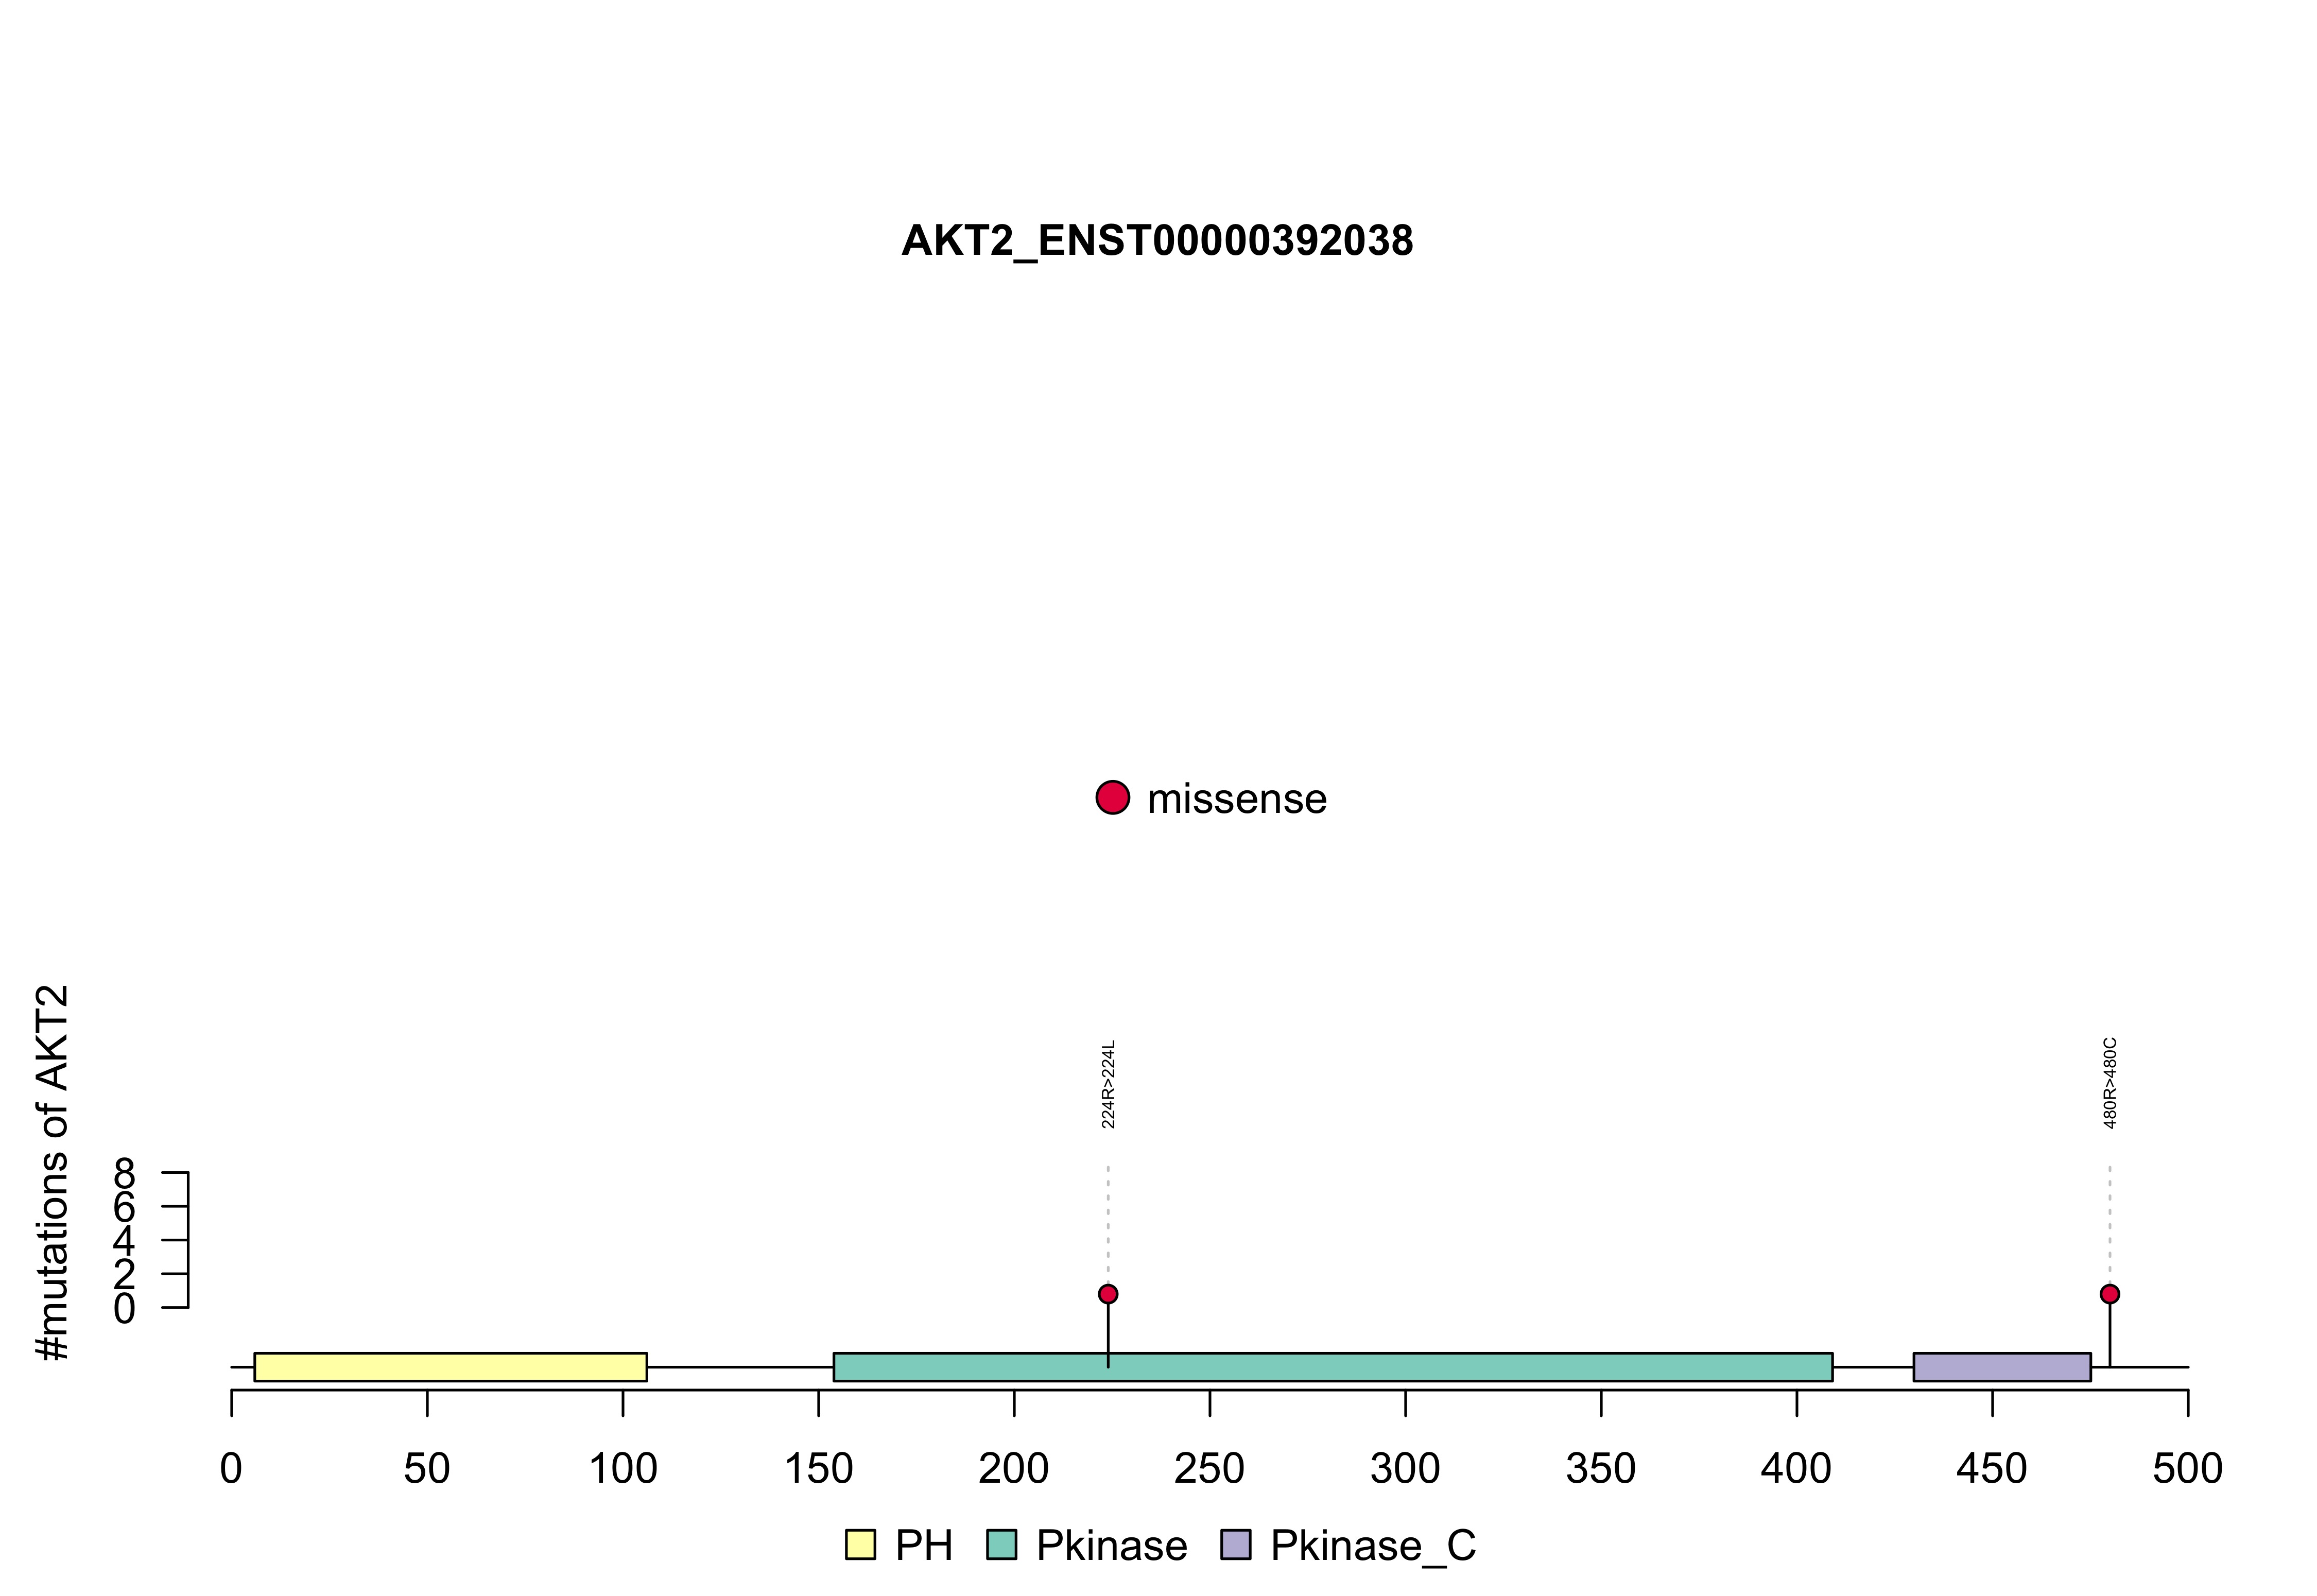 AKT2_ENST00000392038
missense
#mutations of AKT2
224R>224L
480R>480C
8
6
4
2
0
0 50 100 150 200 250 300 350 400 450 500
PH Pkinase Pkinase_C